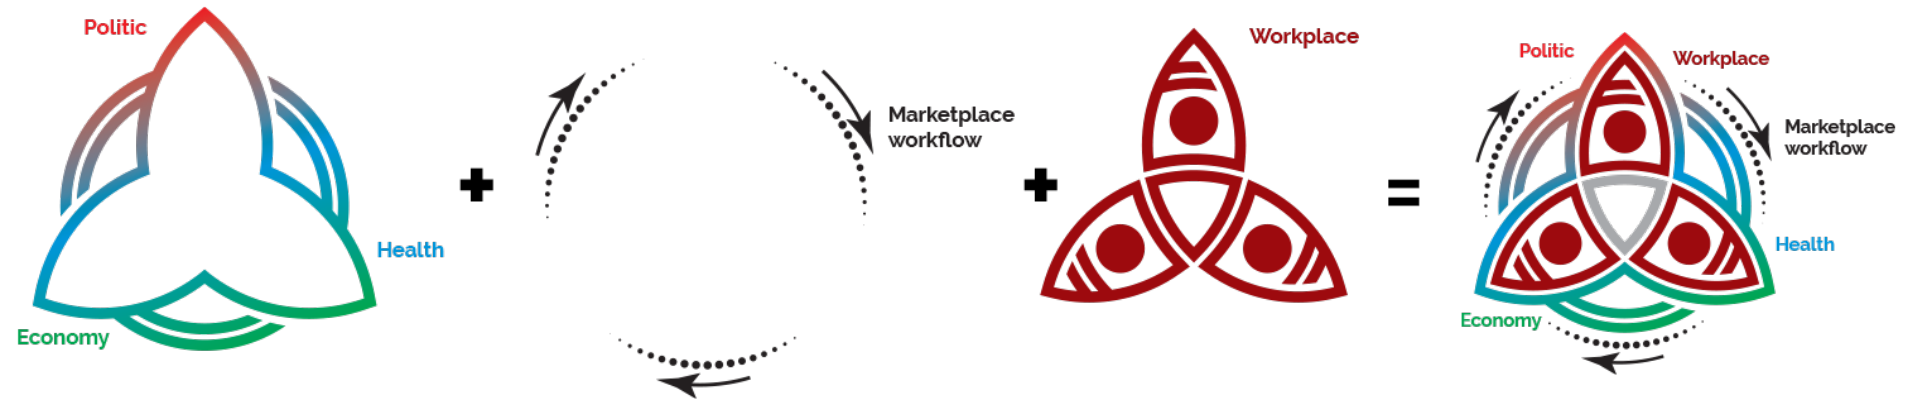 Politic
Health
Economy
+
Marketplace
workflow
+
Workplace
=
Politic
Workplace
Marketplace
workflow
Health
Economy